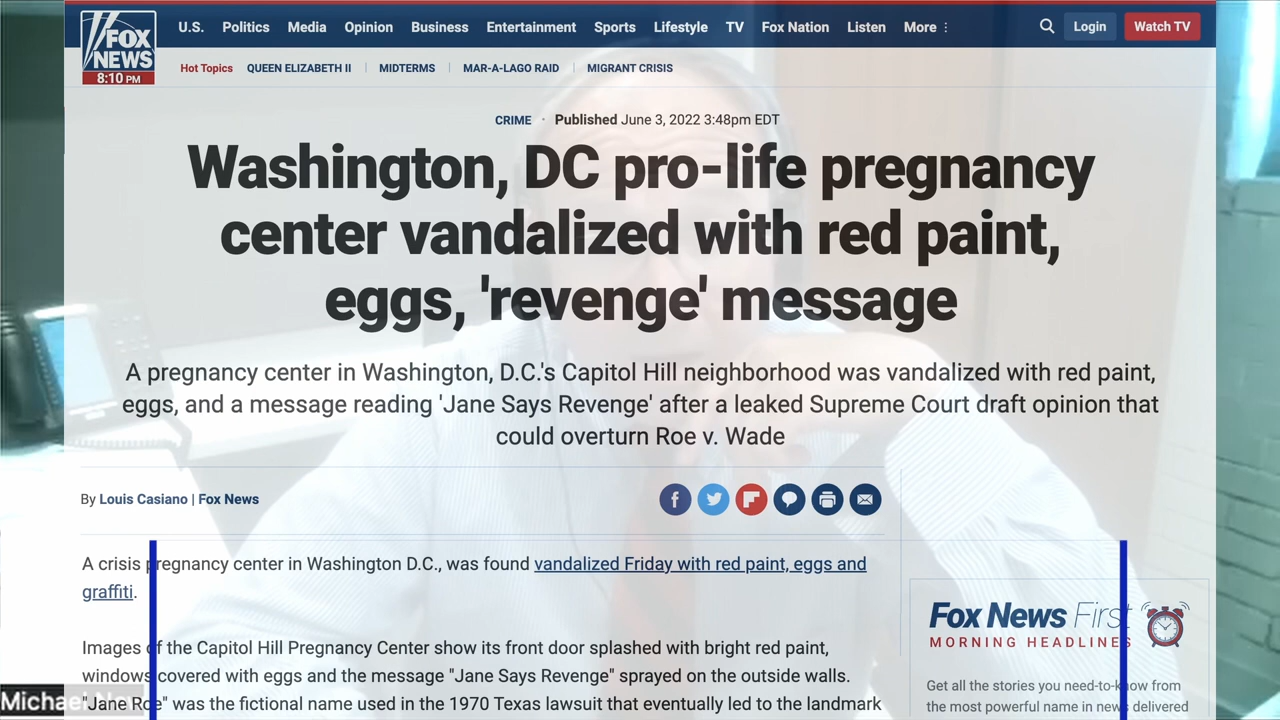 FOX
NEWS
8:10 PM
U.S. Politics Media Opinion Business Entertainment Sports Lifestyle TV Fox Nation Listen More
Login
Watch TV
Hot Topics QUEEN ELIZABETH II MIDTERMS MAR-A-LAGO RAID MIGRANT CRISIS
CRIME · Published June 3, 2022 3:48pm EDT
Washington, DC pro-life pregnancy
center vandalized with red paint,
eggs, 'revenge' message
A pregnancy center in Washington, D.C.'s Capitol Hill neighborhood was vandalized with red paint,
eggs, and a message reading 'Jane Says Revenge' after a leaked Supreme Court draft opinion that
could overturn Roe v. Wade
By Louis Casiano | Fox News
A crisis pregnancy center in Washington D.C., was found vandalized Friday with red paint, eggs and
graffiti.
Images of the Capitol Hill Pregnancy Center show its front door splashed with bright red paint,
windows covered with eggs and the message "Jane Says Revenge" sprayed on the outside walls.
"Jane Roe" was the fictional name used in the 1970 Texas lawsuit that eventually led to the landmark
Fox News First
MORNING HEADLINES
Get all the stories you need-to-know from
the most powerful name in news delivered
Michael